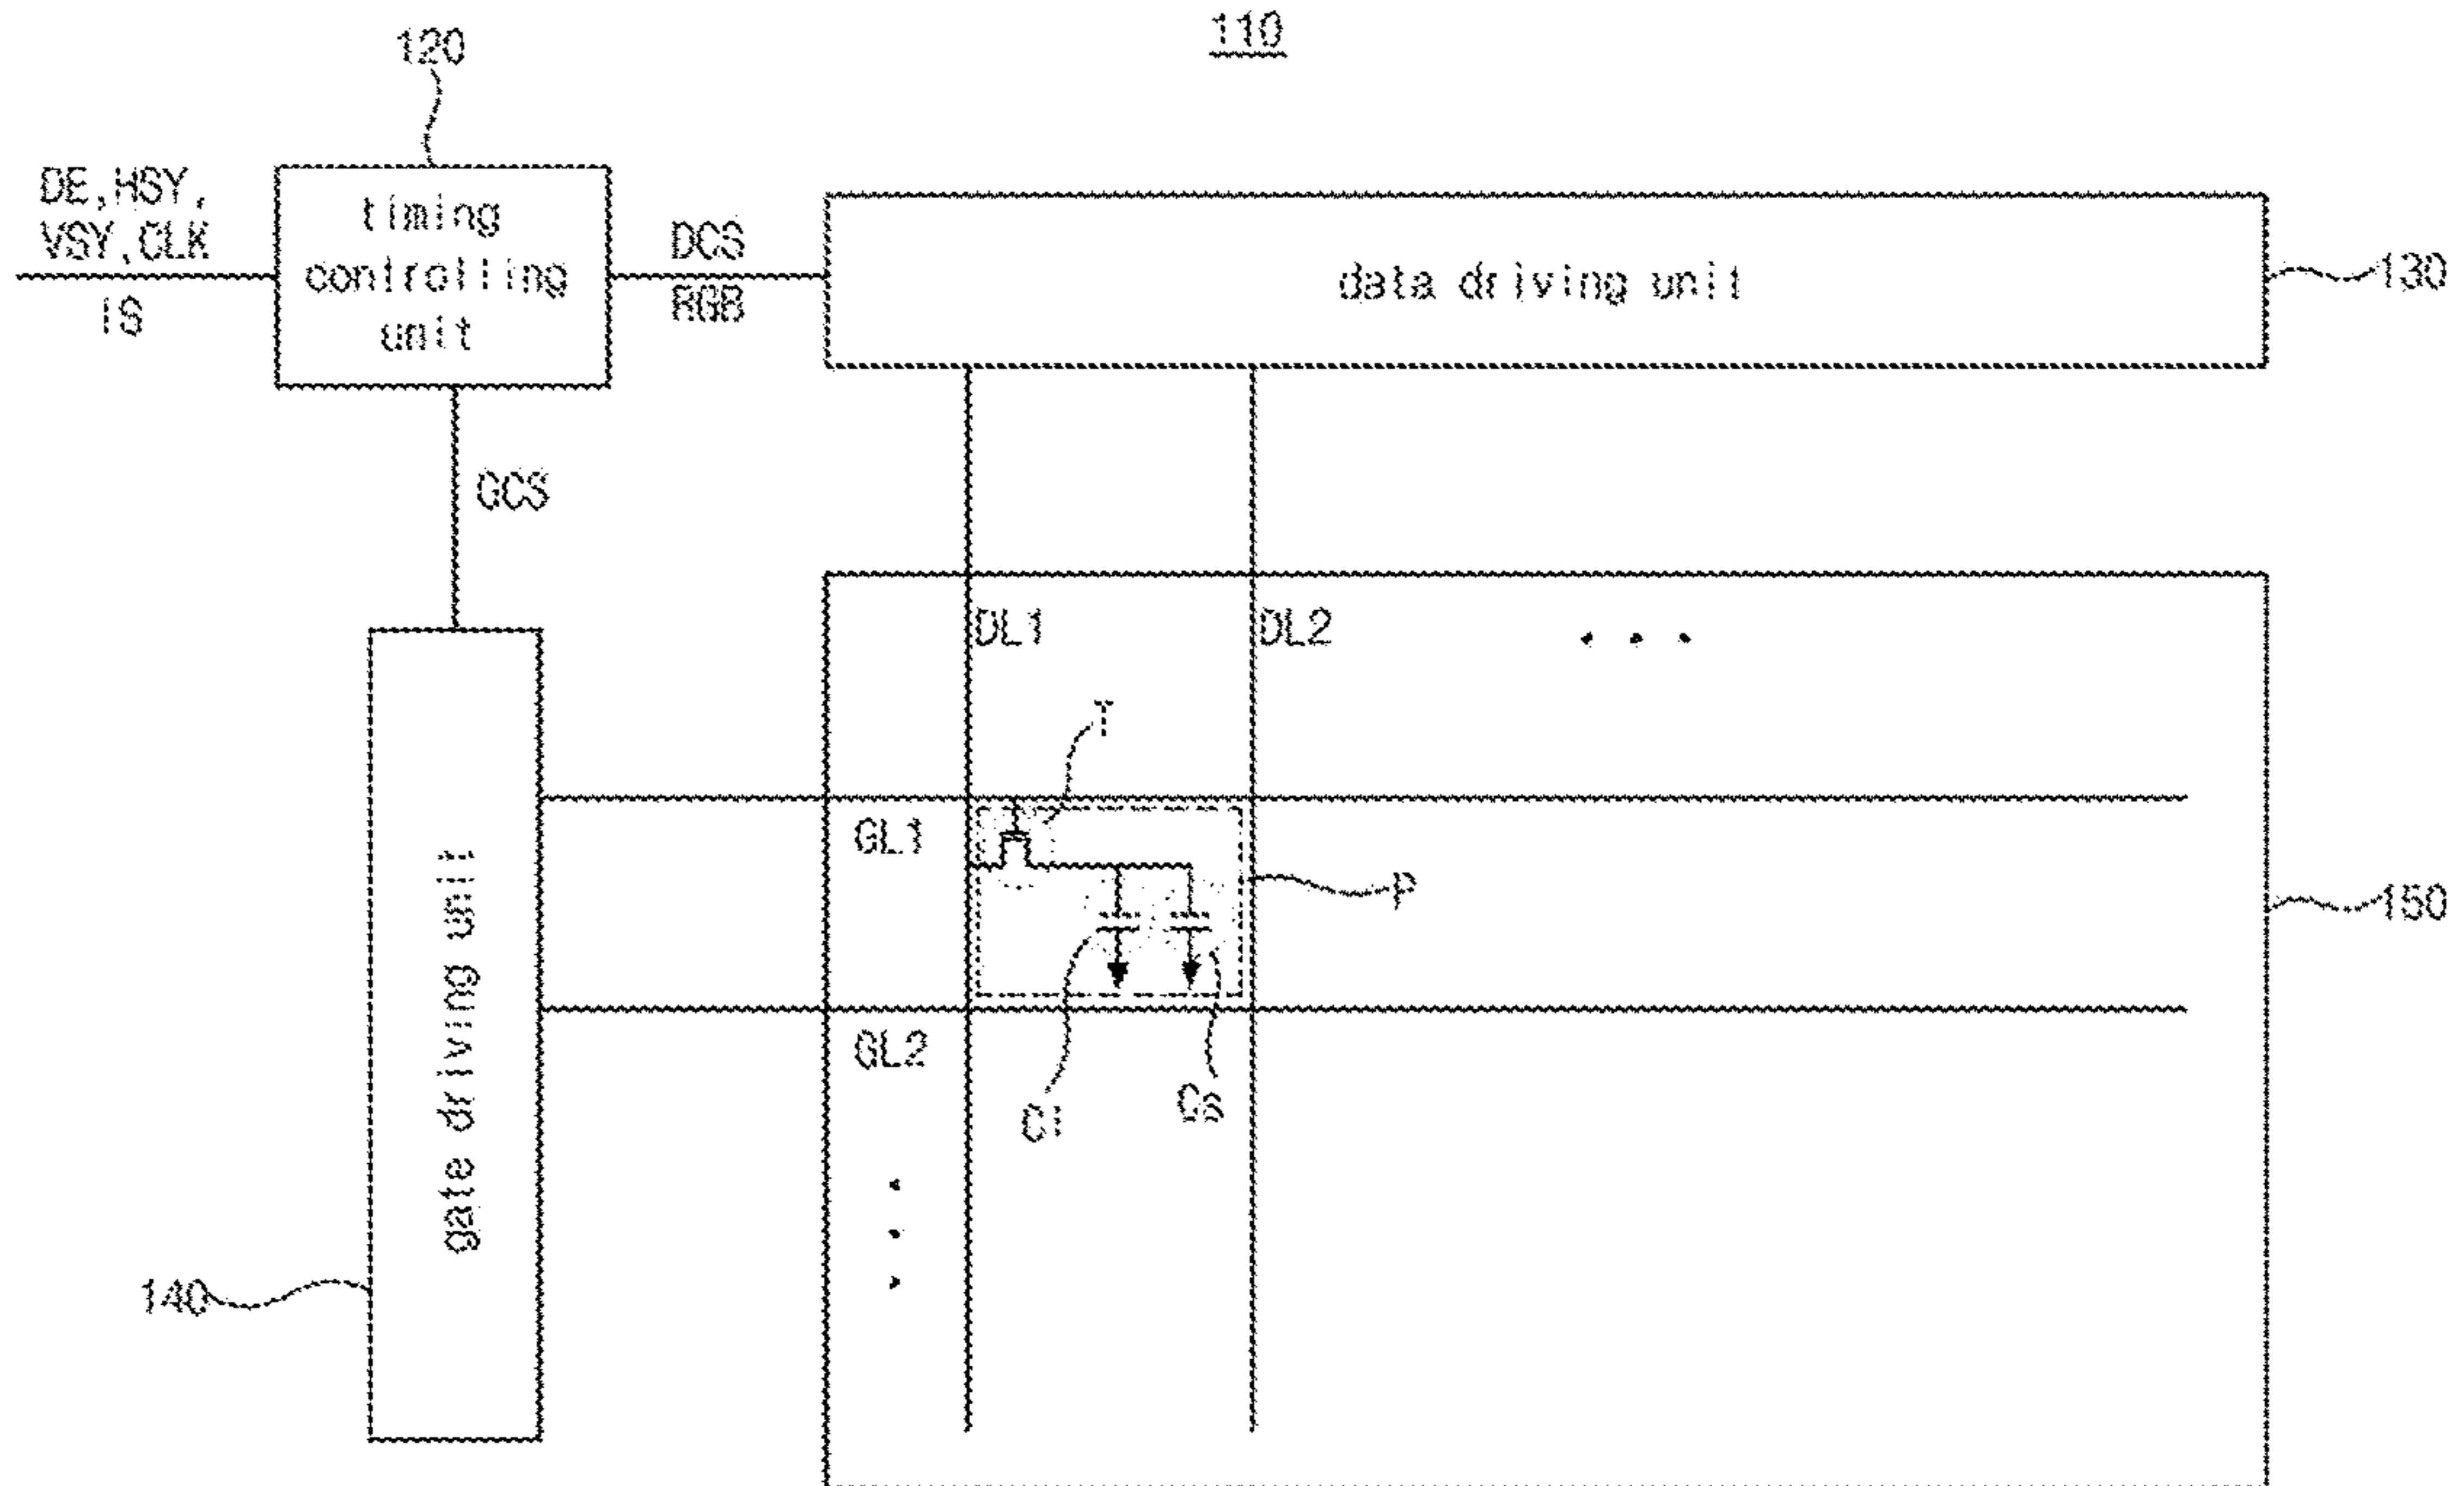 110
120
DE,HSY,
VSY,CLK
IS
timing
controlling
unit
DCS
RGB
data driving unit
130
GCS
DL1
DL2
. . .
T
GL1
P
150
gate driving unit
GL2
Cl
Cs
140